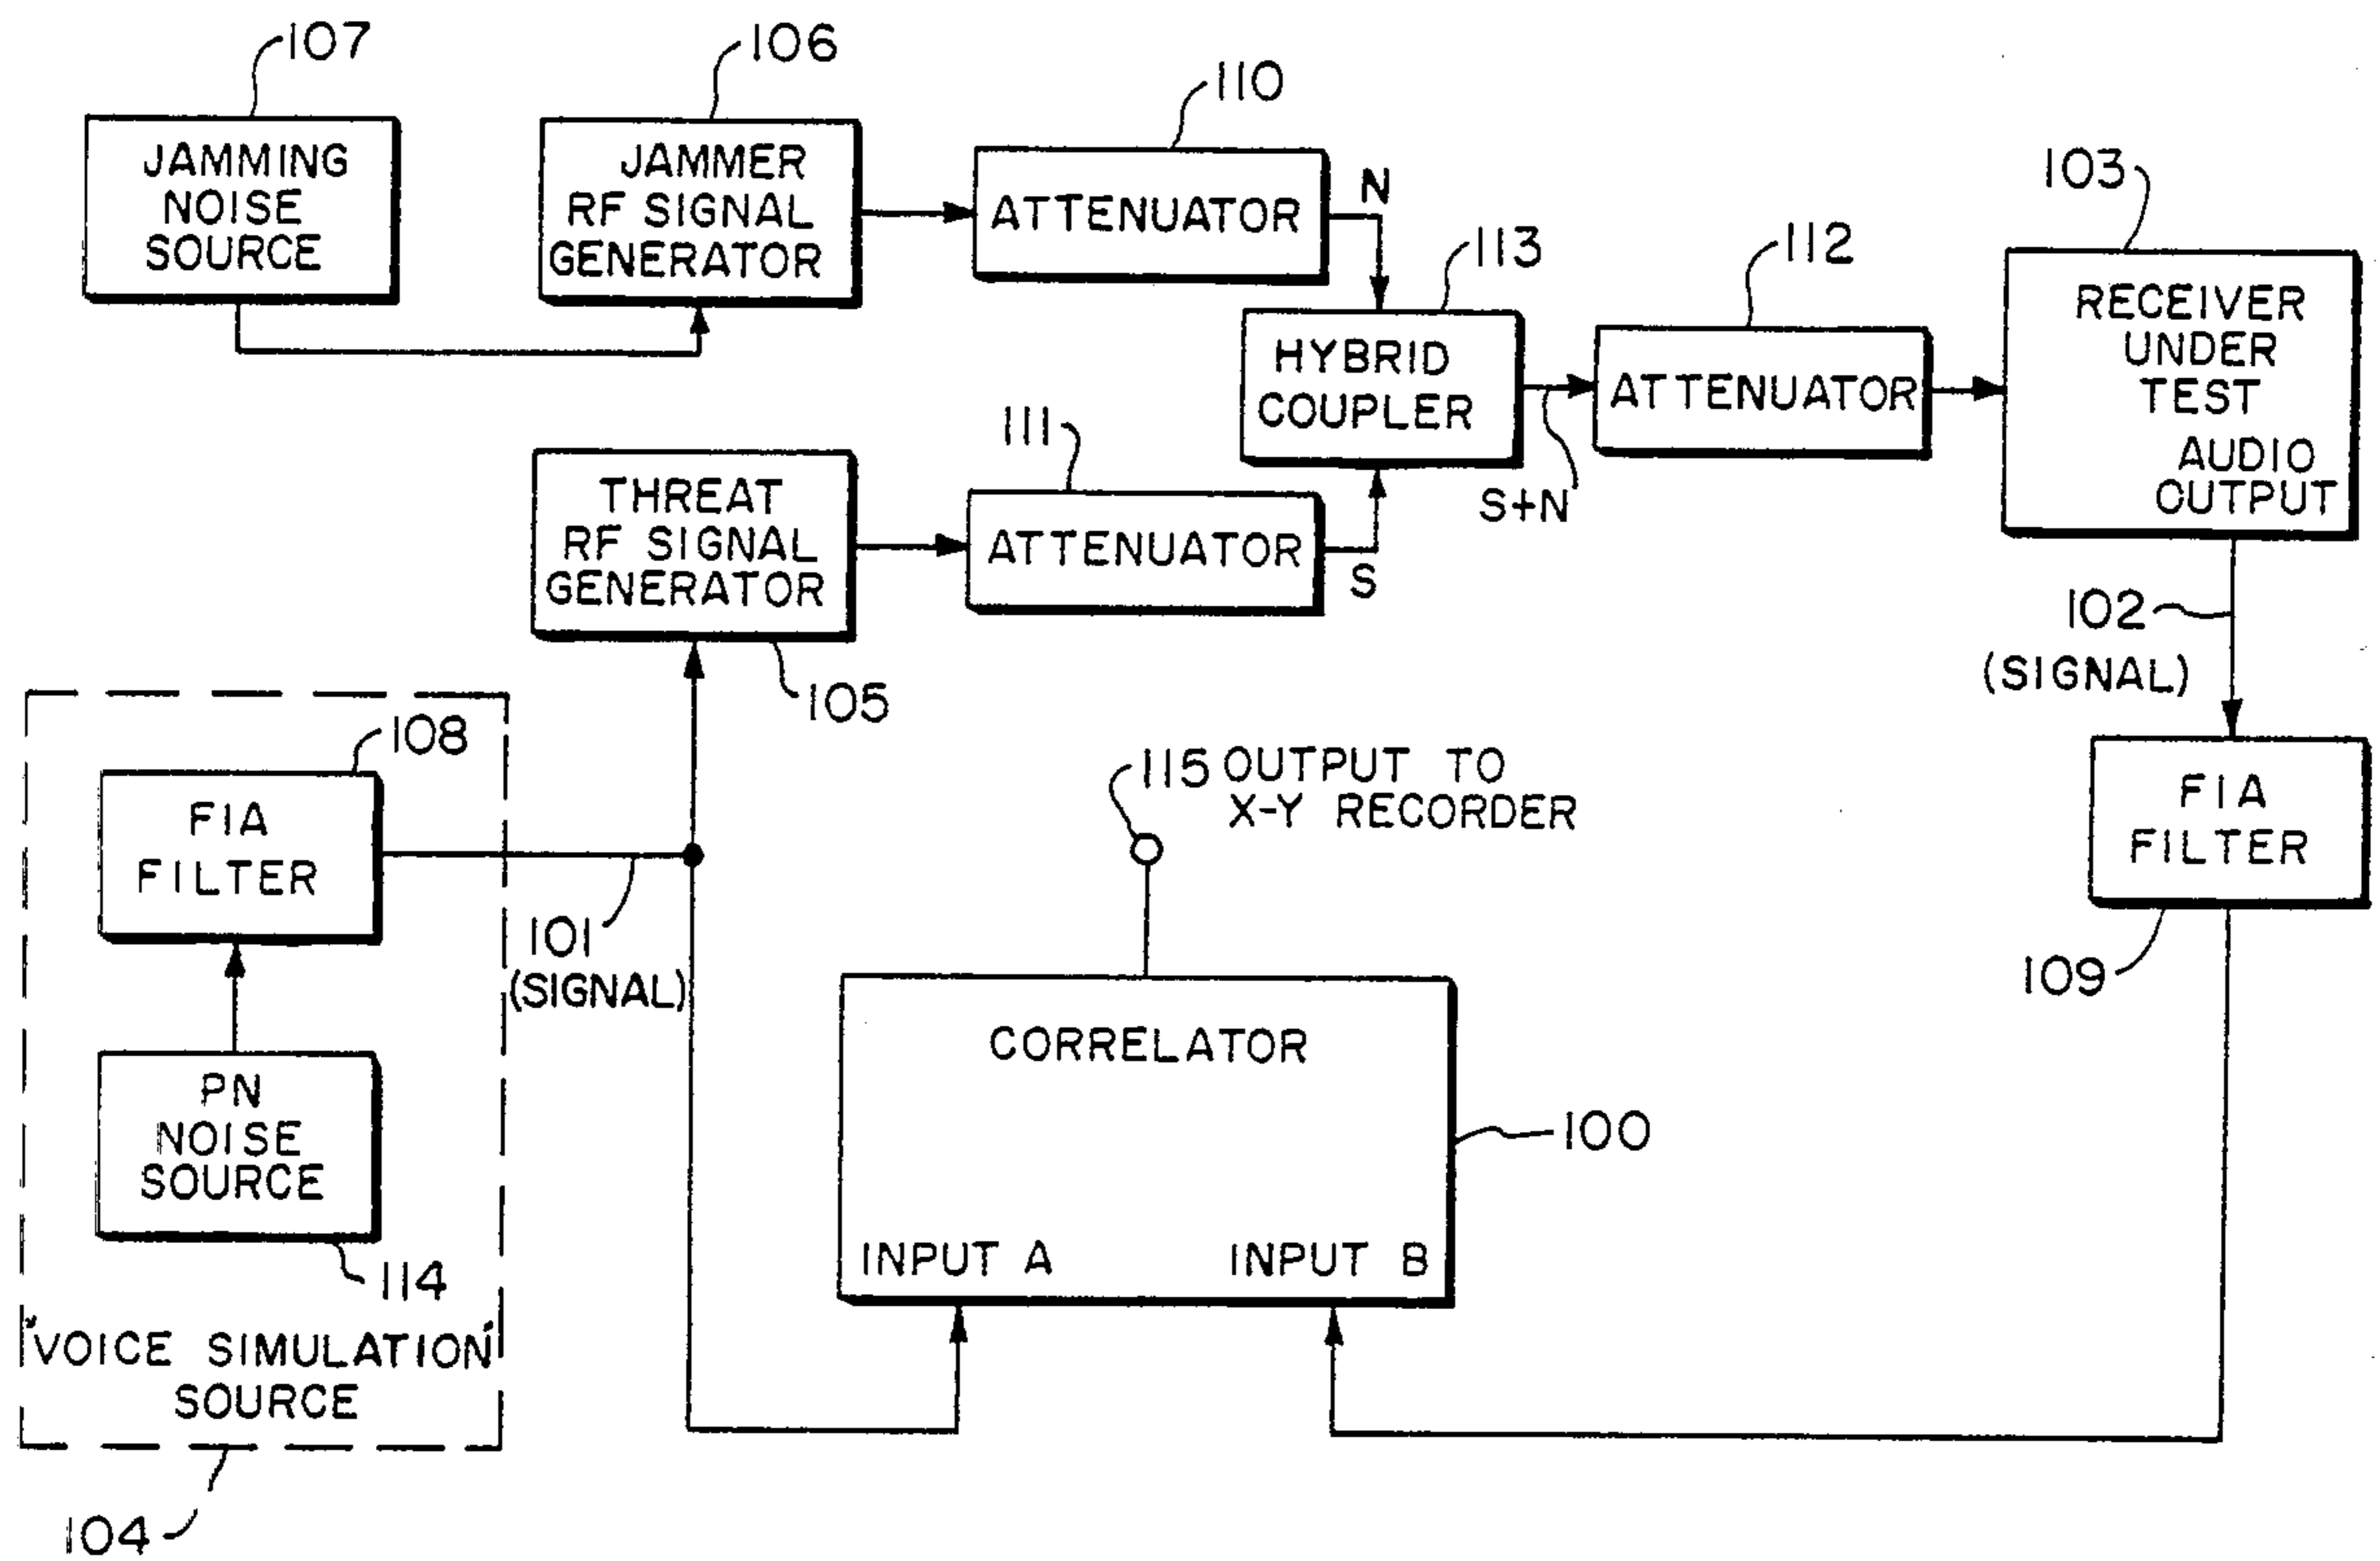 107
JAMMING
NOISE
SOURCE
106
JAMMER
RF SIGNAL
GENERATOR
110
ATTENUATOR
N
113
HYBRID
COUPLER
112
ATTENUATOR
S+N
103
RECEIVER
UNDER
TEST
AUDIO
OUTPUT
111
ATTENUATOR
S
THREAT
RF SIGNAL
GENERATOR
105
102
(SIGNAL)
108
FIA
FILTER
101
(SIGNAL)
115 OUTPUT TO
X-Y RECORDER
FIA
FILTER
109
PN
NOISE
SOURCE
114
CORRELATOR
100
INPUT A
INPUT B
"VOICE SIMULATION"
SOURCE
104